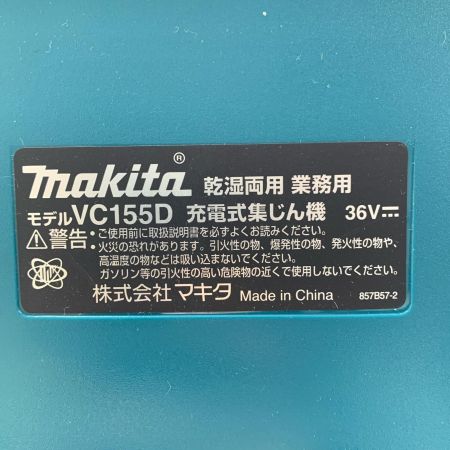 makita® 乾湿両用 業務用
モデルVC155D 充電式集じん機 36V⎓
⚠警告:・ご使用前に取扱説明書を必ずよくお読みください。
・火災の恐れがあります。引火性の物、爆発性の物、発火性の物や、
高温度の物などは吸い込まないでください。
ガソリン等の引火性の高い危険物の近くで使用しないでください。
株式会社マキタ Made in China 857B57-2